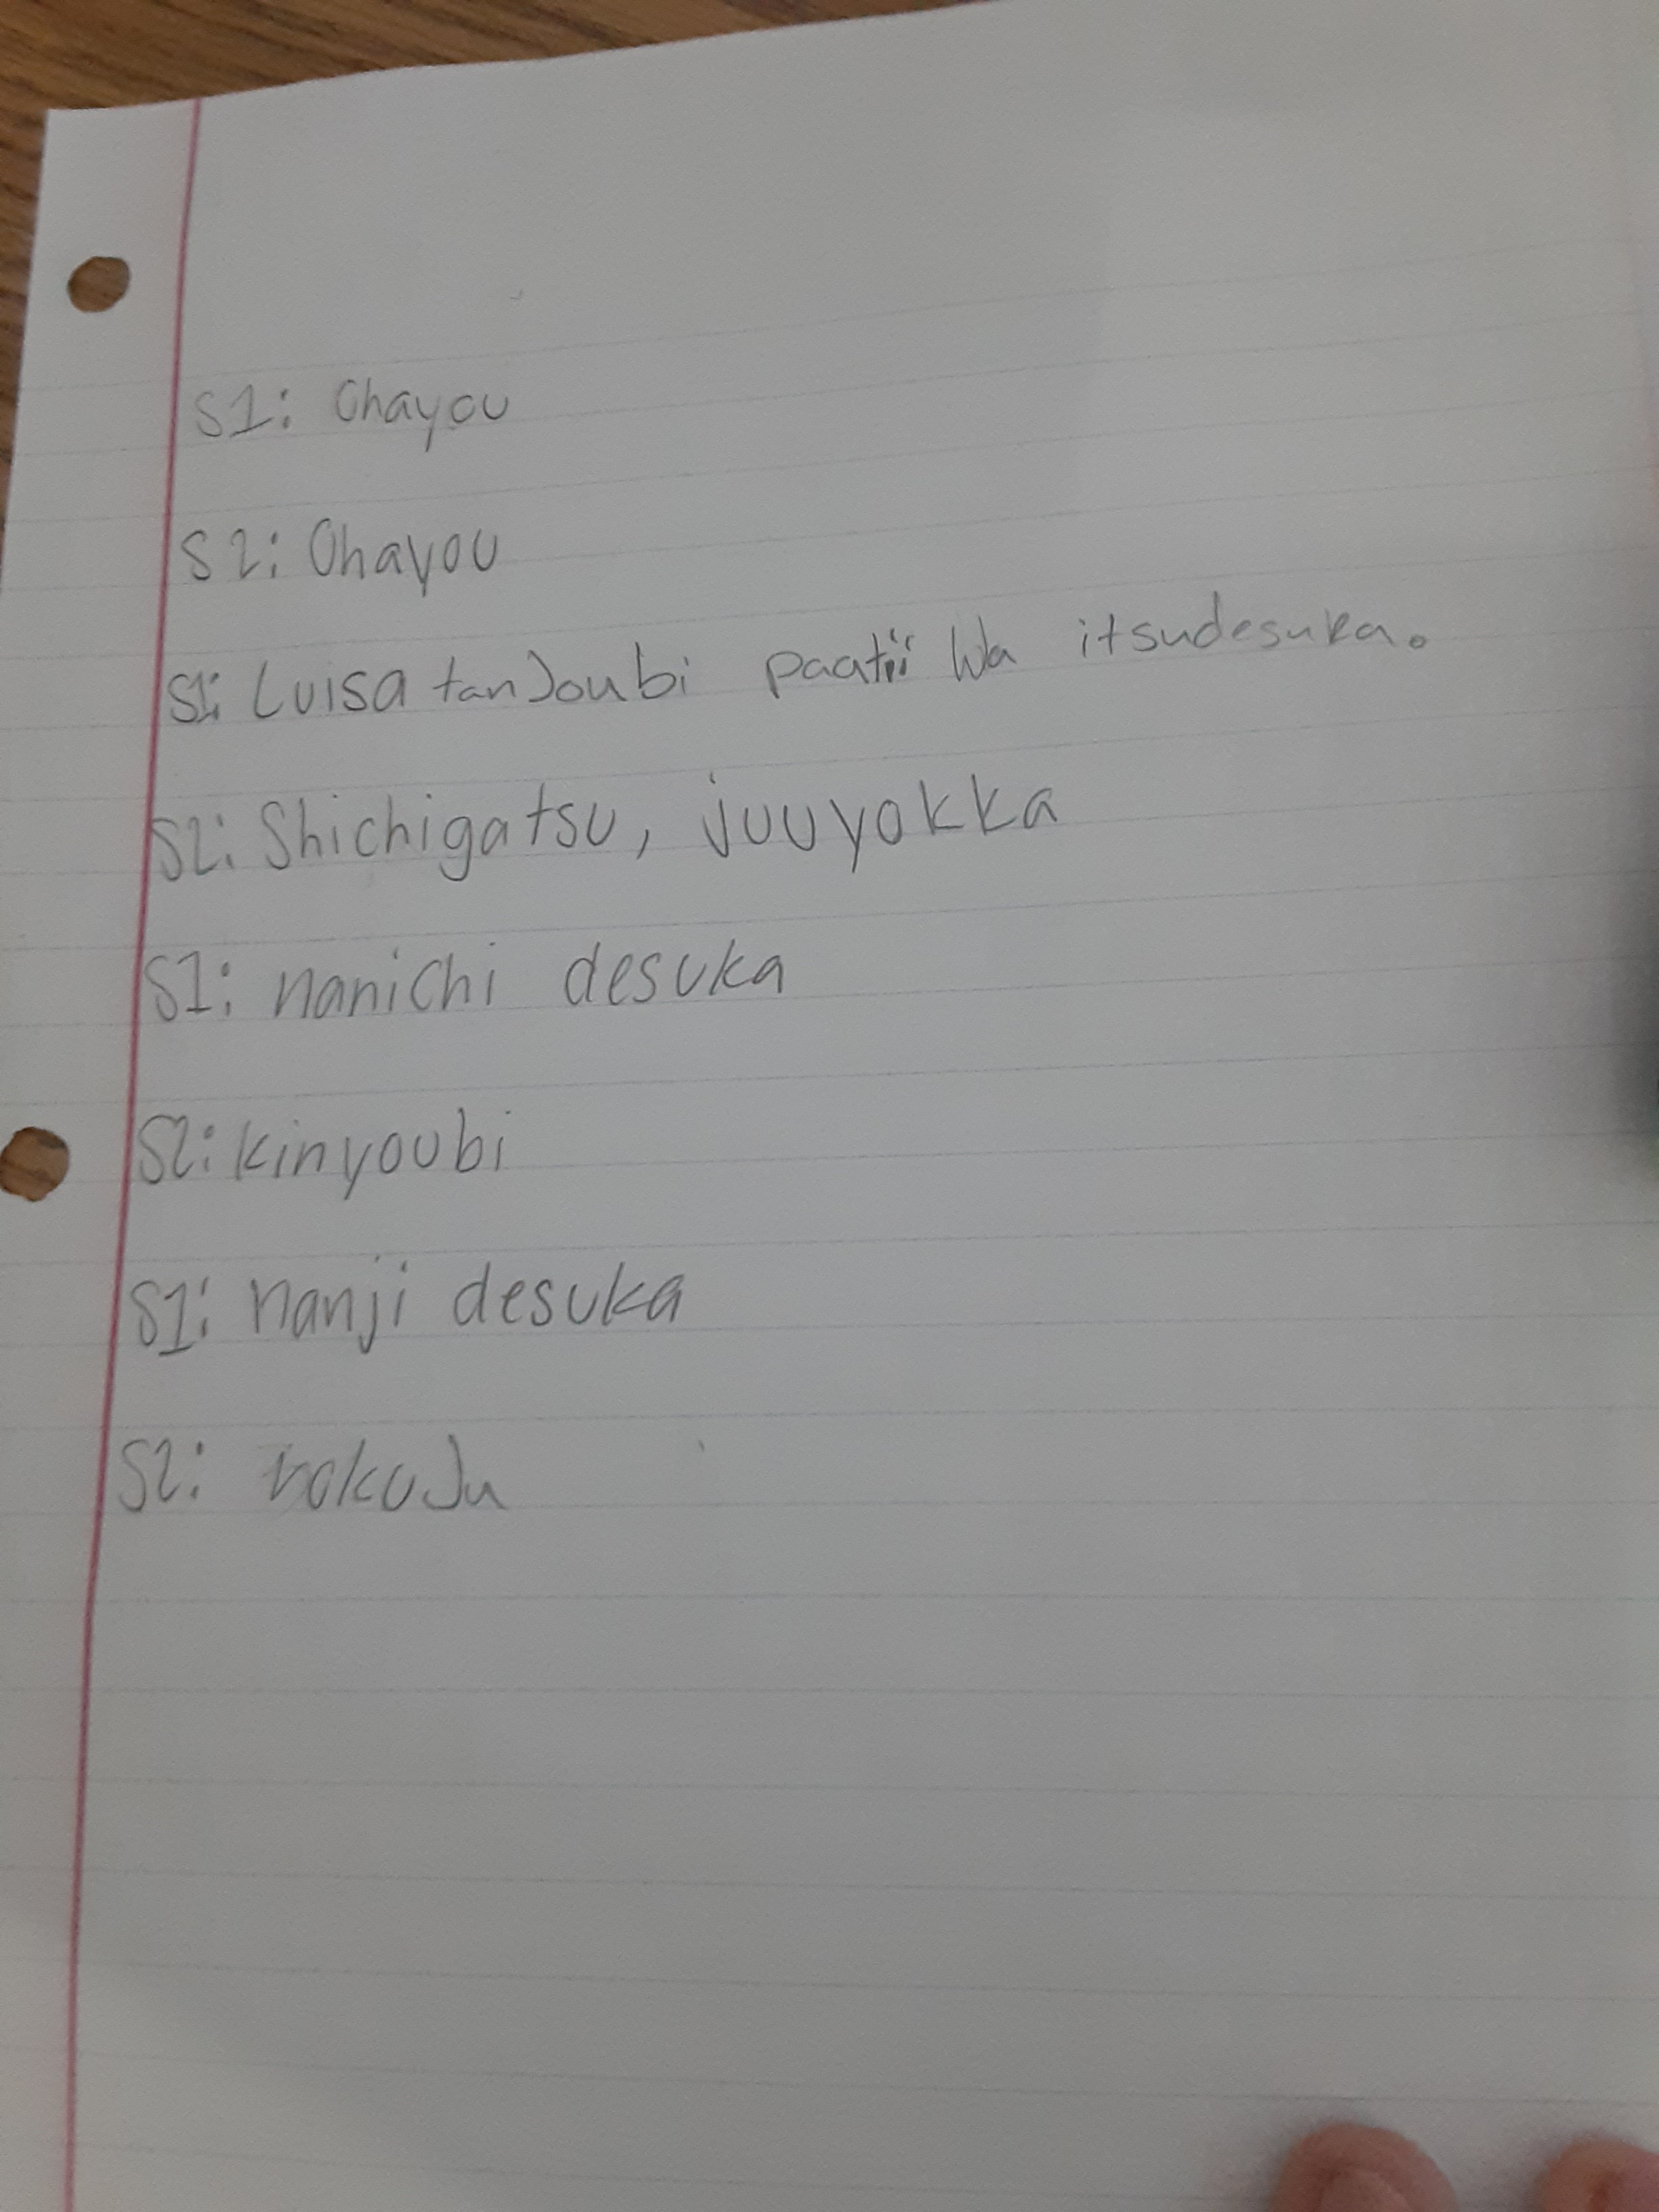 S1: Ohayou
S2: Ohayou
S1: Luisa tanJoubi paatii wa itsudesuka.
S2: Shichigatsu, juuyokka
S1: nanichi desuka
S2: kinyoubi
S1: nanji desuka
S2: rokuJu